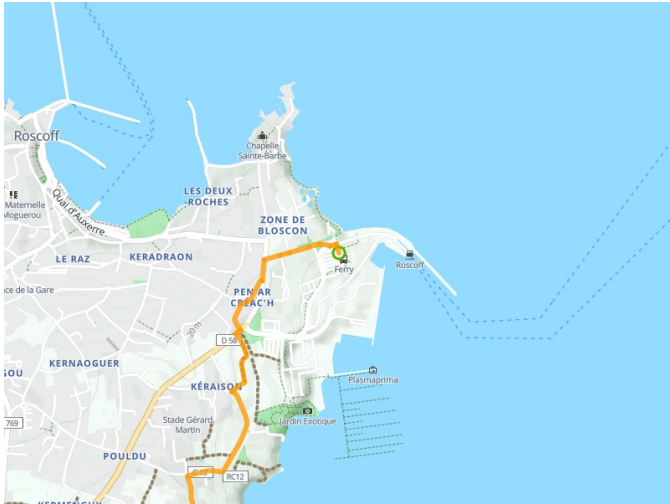 Roscoff
Chapelle
Sainte-Barbe
LES DEUX
ROCHES
Maternelle
Moguerou
Quai d'Auxerre
ZONE DE
BLOSCON
LE RAZ
KERADRAON
Roscoff
Ferry
ce de la Gare
PEN AR
CREAC'H
20 m
D 58
KERNAOGUER
GOU
Plasmaprima
KÉRAISON
Jardin Exotique
Stade Gérard
Martin
769
POULDU
RC12
KERMENGUY